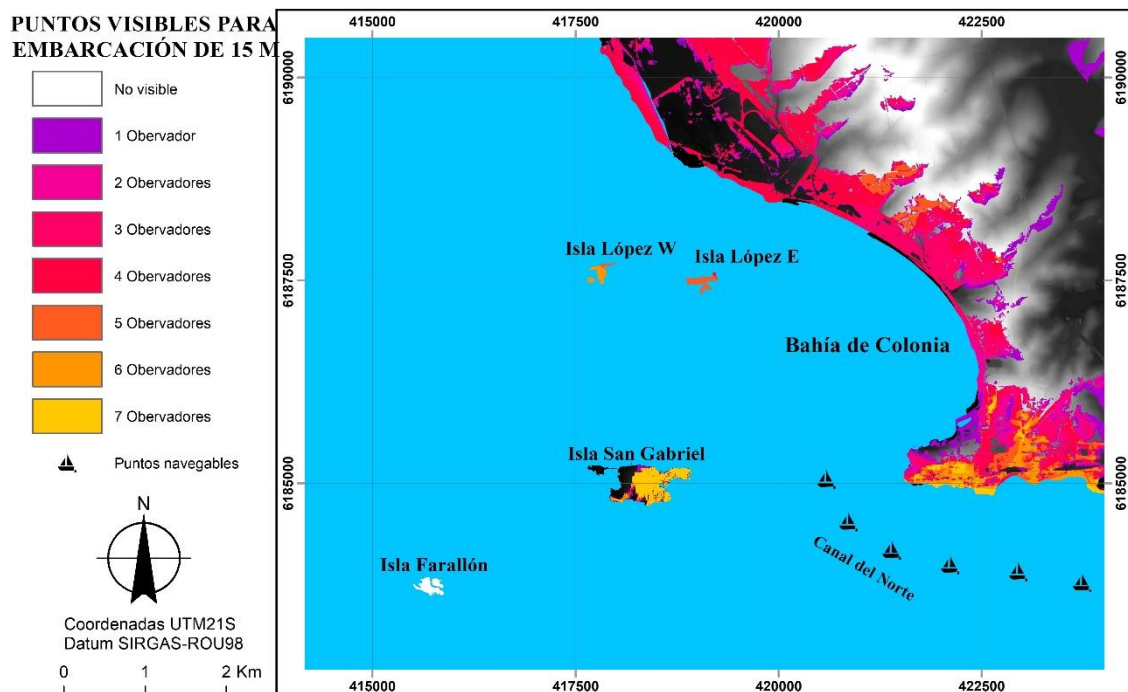 PUNTOS VISIBLES PARA
EMBARCACIÓN DE 15 M
No visible
1 Obervador
2 Obervadores
3 Obervadores
4 Obervadores
5 Obervadores
6 Obervadores
7 Obervadores
Puntos navegables
N
Coordenadas UTM21S
Datum SIRGAS-ROU98
0 1 2 Km
415000 417500 420000 422500
6190000 6190000
Isla López W
Isla López E
6187500 6187500
Bahía de Colonia
Isla San Gabriel
6185000 6185000
Canal del Norte
Isla Farallón
415000 417500 420000 422500